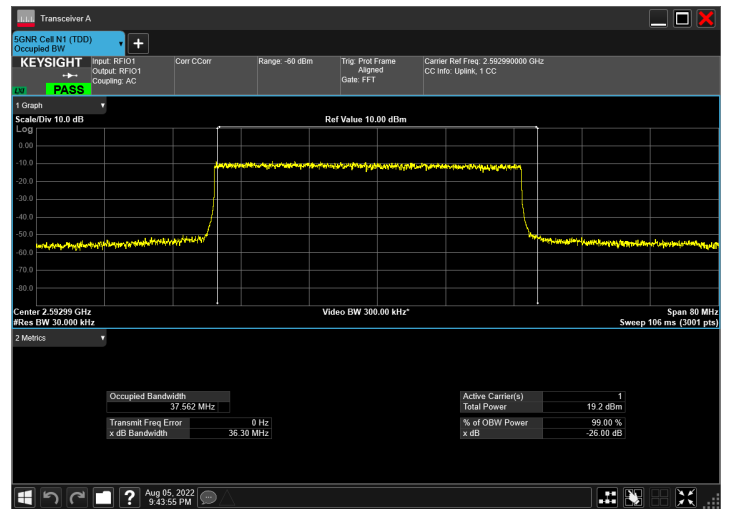 Transceiver A
5GNR Cell N1 (TDD)
Occupied BW
KEYSIGHT
LXI
PASS
Input: RFIO1
Output: RFIO1
Coupling: AC
Corr CCorr
Range: -60 dBm
Trig: Prot Frame
Aligned
Gate: FFT
Carrier Ref Freq: 2.592990000 GHz
CC Info: Uplink, 1 CC
1 Graph
Scale/Div 10.0 dB
Ref Value 10.00 dBm
Log
0.00
-10.0
-20.0
-30.0
-40.0
-50.0
-60.0
-70.0
-80.0
Center 2.59299 GHz
Video BW 300.00 kHz*
Span 80 MHz
#Res BW 30.000 kHz
Sweep 106 ms (3001 pts)
2 Metrics
Occupied Bandwidth
37.562 MHz
Transmit Freq Error 0 Hz
x dB Bandwidth 36.30 MHz
Active Carrier(s) 1
Total Power 19.2 dBm
% of OBW Power 99.00 %
x dB -26.00 dB
Aug 05, 2022
9:43:55 PM